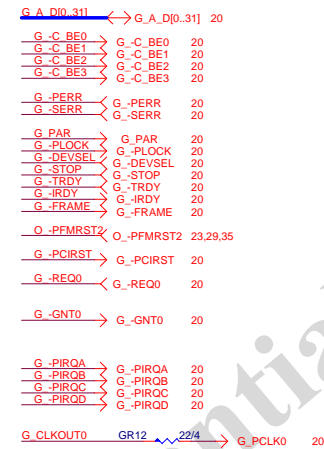 G_A_D[0..31] G_A_D[0..31] 20
G_-C_BE0 G_-C_BE0 20
G_-C_BE1 G_-C_BE1 20
G_-C_BE2 G_-C_BE2 20
G_-C_BE3 G_-C_BE3 20
G_-PERR G_-PERR 20
G_-SERR G_-SERR 20
G_PAR G_PAR 20
G_-PLOCK G_-PLOCK 20
G_-DEVSEL G_-DEVSEL 20
G_-STOP G_-STOP 20
G_-TRDY G_-TRDY 20
G_-IRDY G_-IRDY 20
G_-FRAME G_-FRAME 20
O_-PFMRST2 O_-PFMRST2 23,29,35
G_-PCIRST G_-PCIRST 20
G_-REQ0 G_-REQ0 20
G_-GNT0 G_-GNT0 20
G_-PIRQA G_-PIRQA 20
G_-PIRQB G_-PIRQB 20
G_-PIRQC G_-PIRQC 20
G_-PIRQD G_-PIRQD 20
G_CLKOUT0 GR12 22/4 G_PCLK0 20
ntial